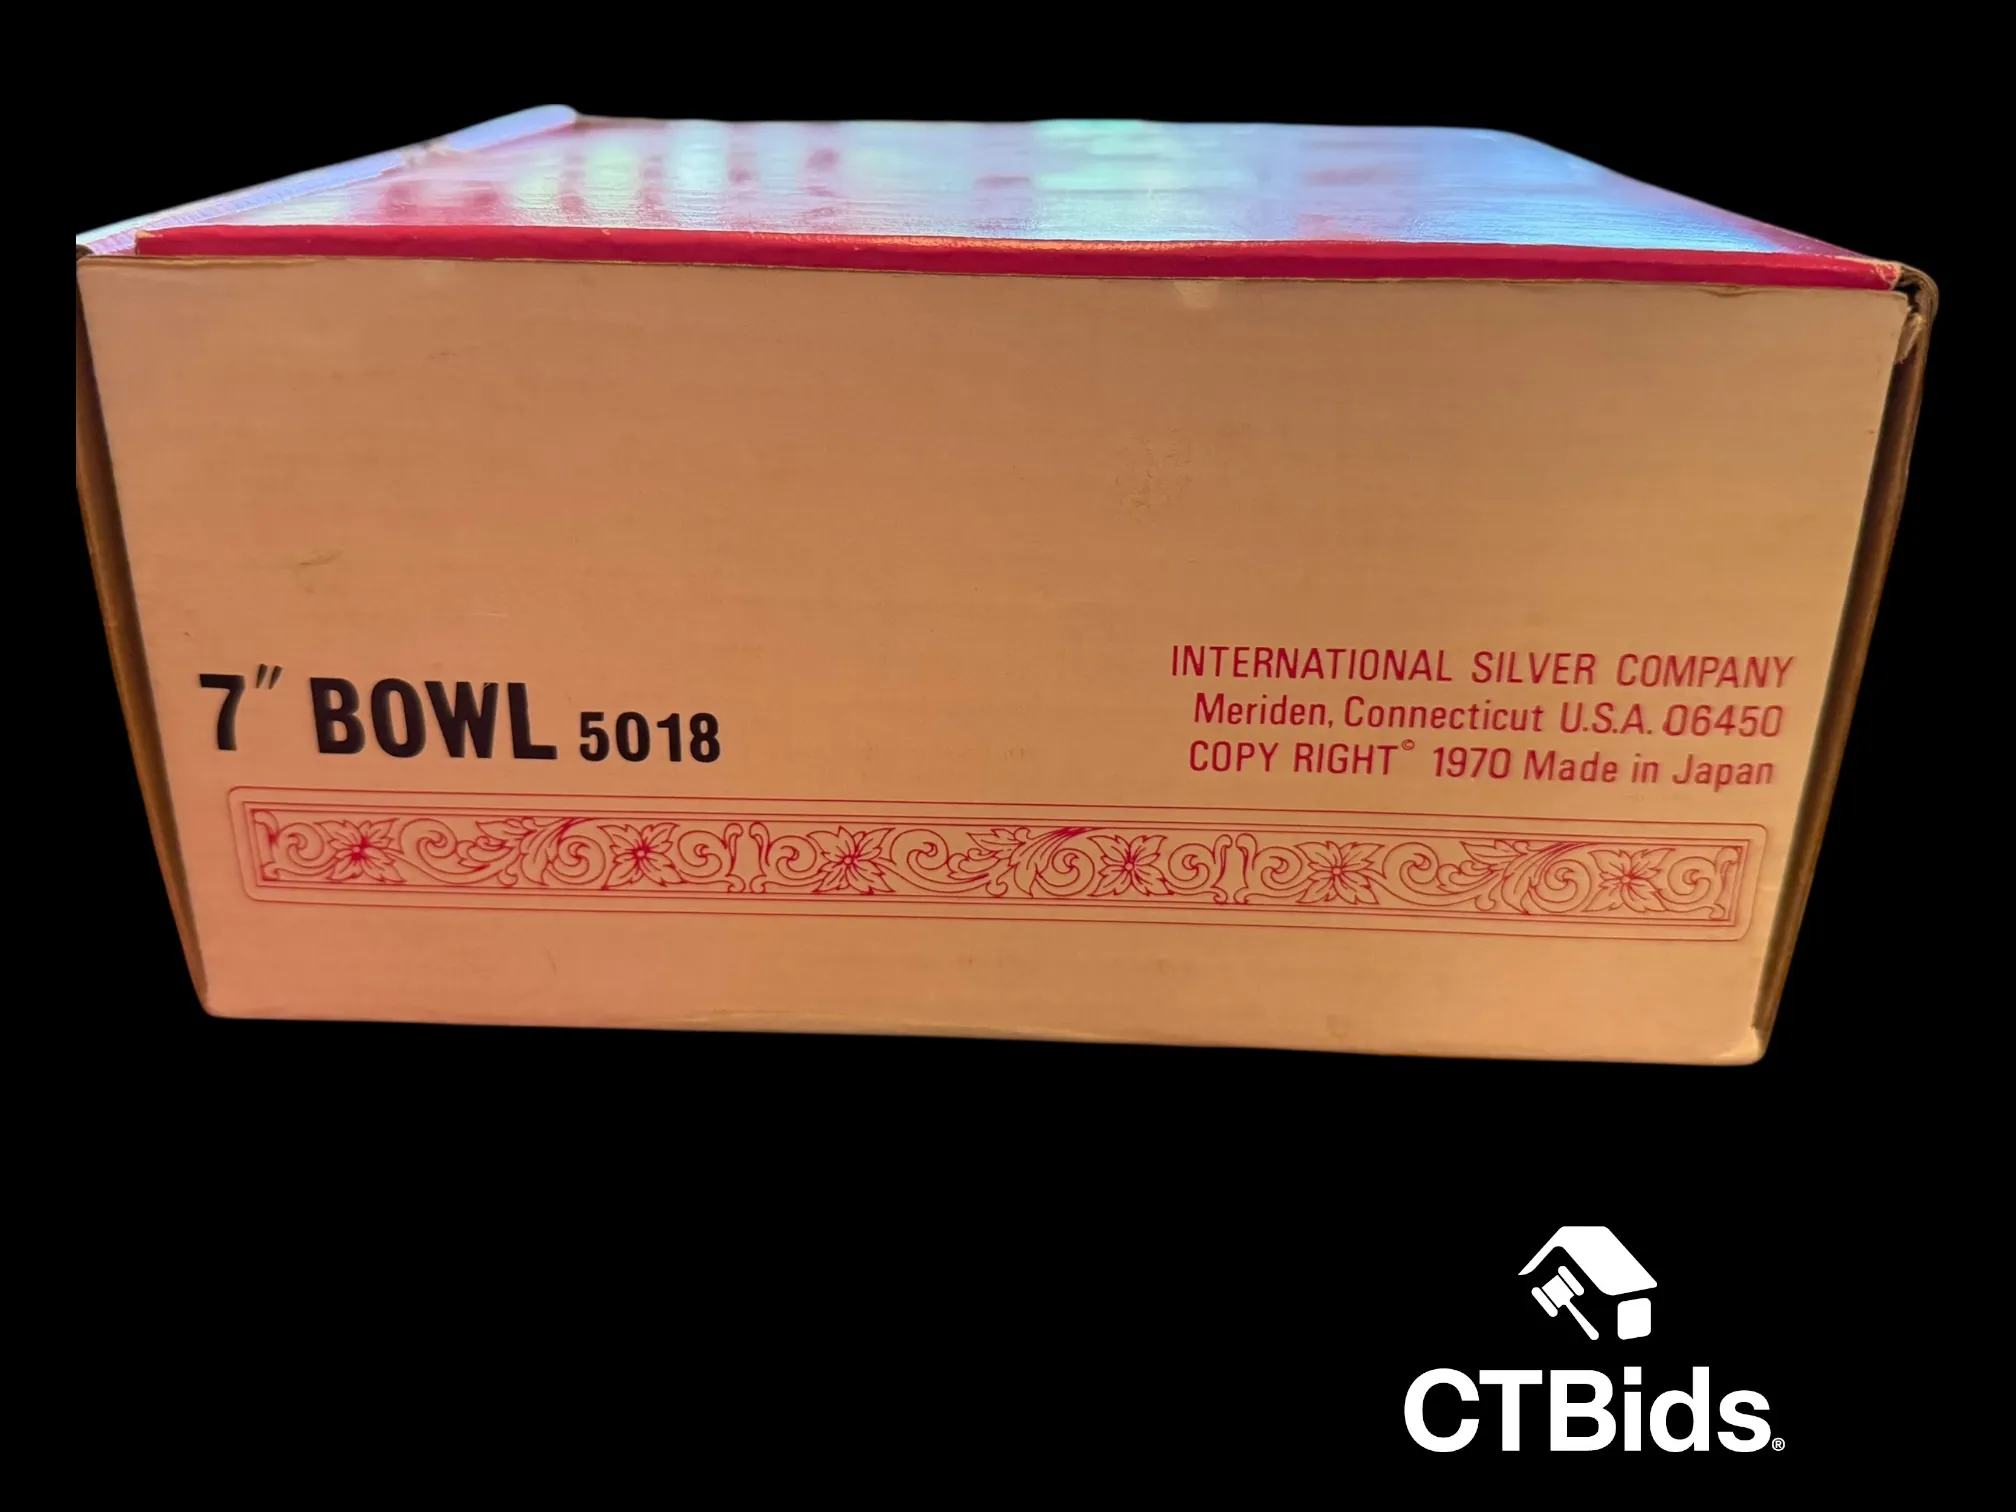 7″ BOWL 5018
INTERNATIONAL SILVER COMPANY
Meriden, Connecticut U.S.A. 06450
COPY RIGHT© 1970 Made in Japan
CTBids®